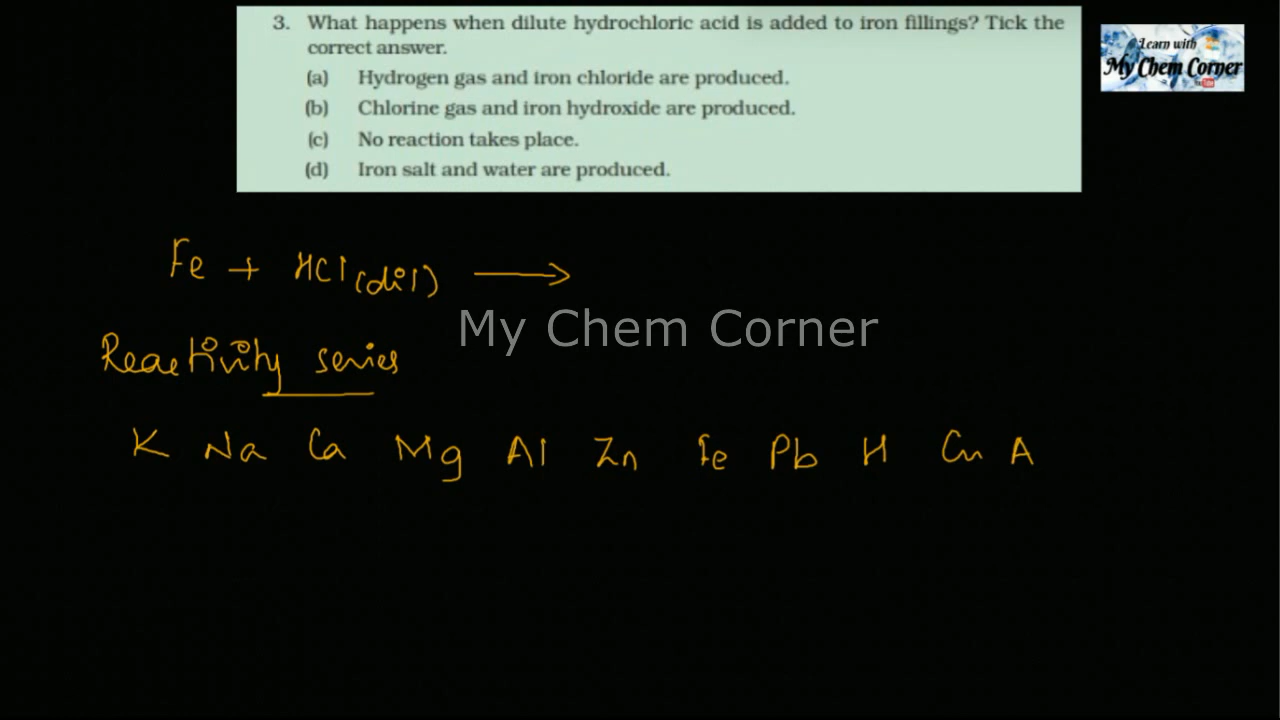 3. What happens when dilute hydrochloric acid is added to iron fillings? Tick the
correct answer.
(a) Hydrogen gas and iron chloride are produced.
(b) Chlorine gas and iron hydroxide are produced.
(c) No reaction takes place.
(d) Iron salt and water are produced.
Learn with
My Chem Corner
Fe + HCl (dil) ⟶
My Chem Corner
Reactivity series
K Na Ca Mg Al Zn Fe Pb H Cu A